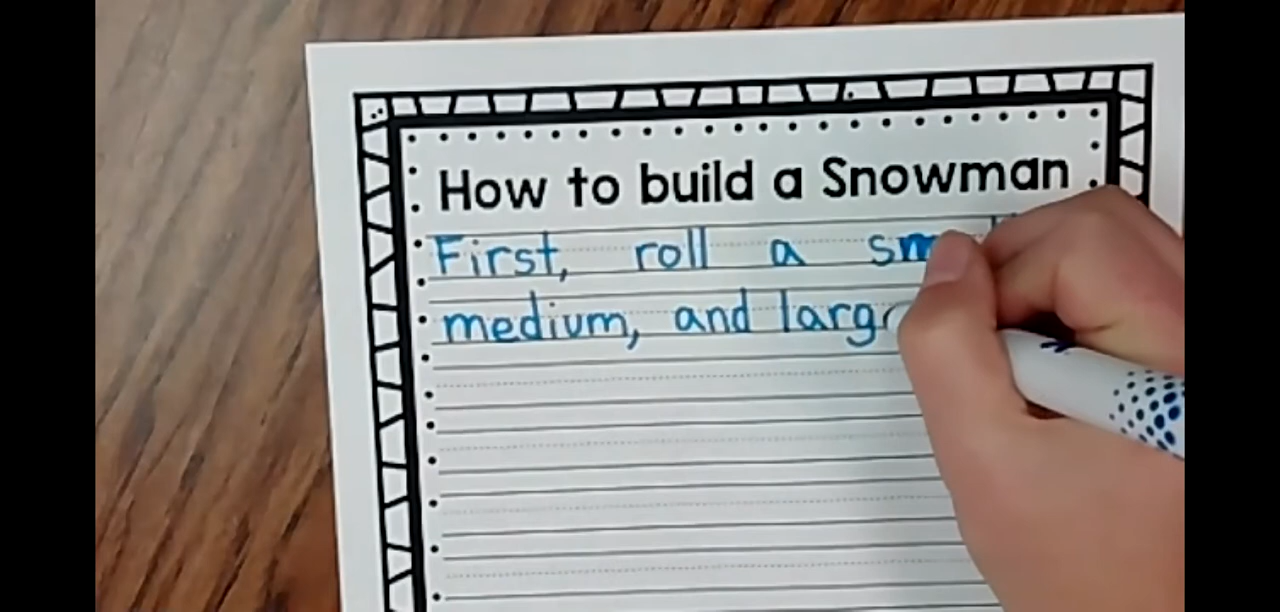 How to build a Snowman
First, roll a
medium, and